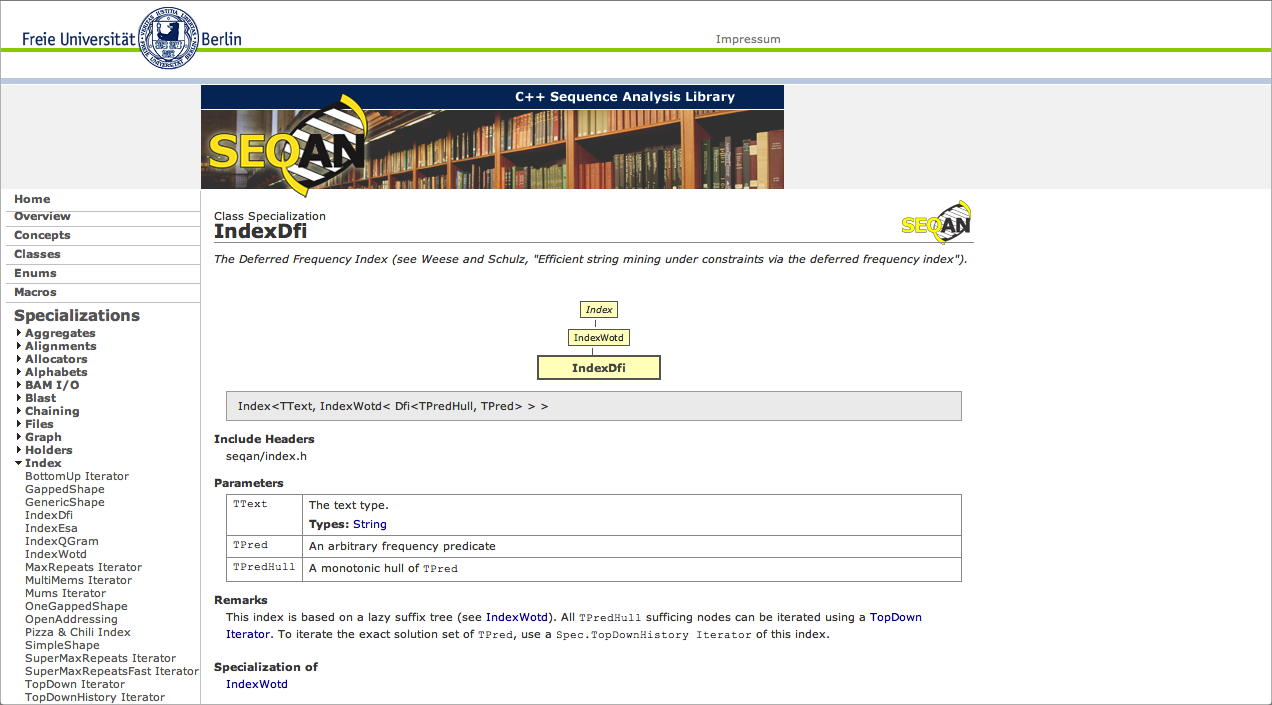 Freie Universität Berlin
Impressum
C++ Sequence Analysis Library
SEQAN
Home
Overview
Concepts
Classes
Enums
Macros
Specializations
Aggregates
Alignments
Allocators
Alphabets
BAM I/O
Blast
Chaining
Files
Graph
Holders
Index
BottomUp Iterator
GappedShape
GenericShape
IndexDfi
IndexEsa
IndexQGram
IndexWotd
MaxRepeats Iterator
MultiMems Iterator
Mums Iterator
OneGappedShape
OpenAddressing
Pizza & Chili Index
SimpleShape
SuperMaxRepeats Iterator
SuperMaxRepeatsFast Iterator
TopDown Iterator
TopDownHistory Iterator
Class Specialization
IndexDfi
SEQAN
The Deferred Frequency Index (see Weese and Schulz, "Efficient string mining under constraints via the deferred frequency index").
Index
IndexWotd
IndexDfi
Index<TText, IndexWotd< Dfi<TPredHull, TPred> > >
Include Headers
seqan/index.h
Parameters
TText The text type.
Types: String
TPred An arbitrary frequency predicate
TPredHull A monotonic hull of TPred
Remarks
This index is based on a lazy suffix tree (see IndexWotd). All TPredHull sufficing nodes can be iterated using a TopDown
Iterator. To iterate the exact solution set of TPred, use a Spec.TopDownHistory Iterator of this index.
Specialization of
IndexWotd